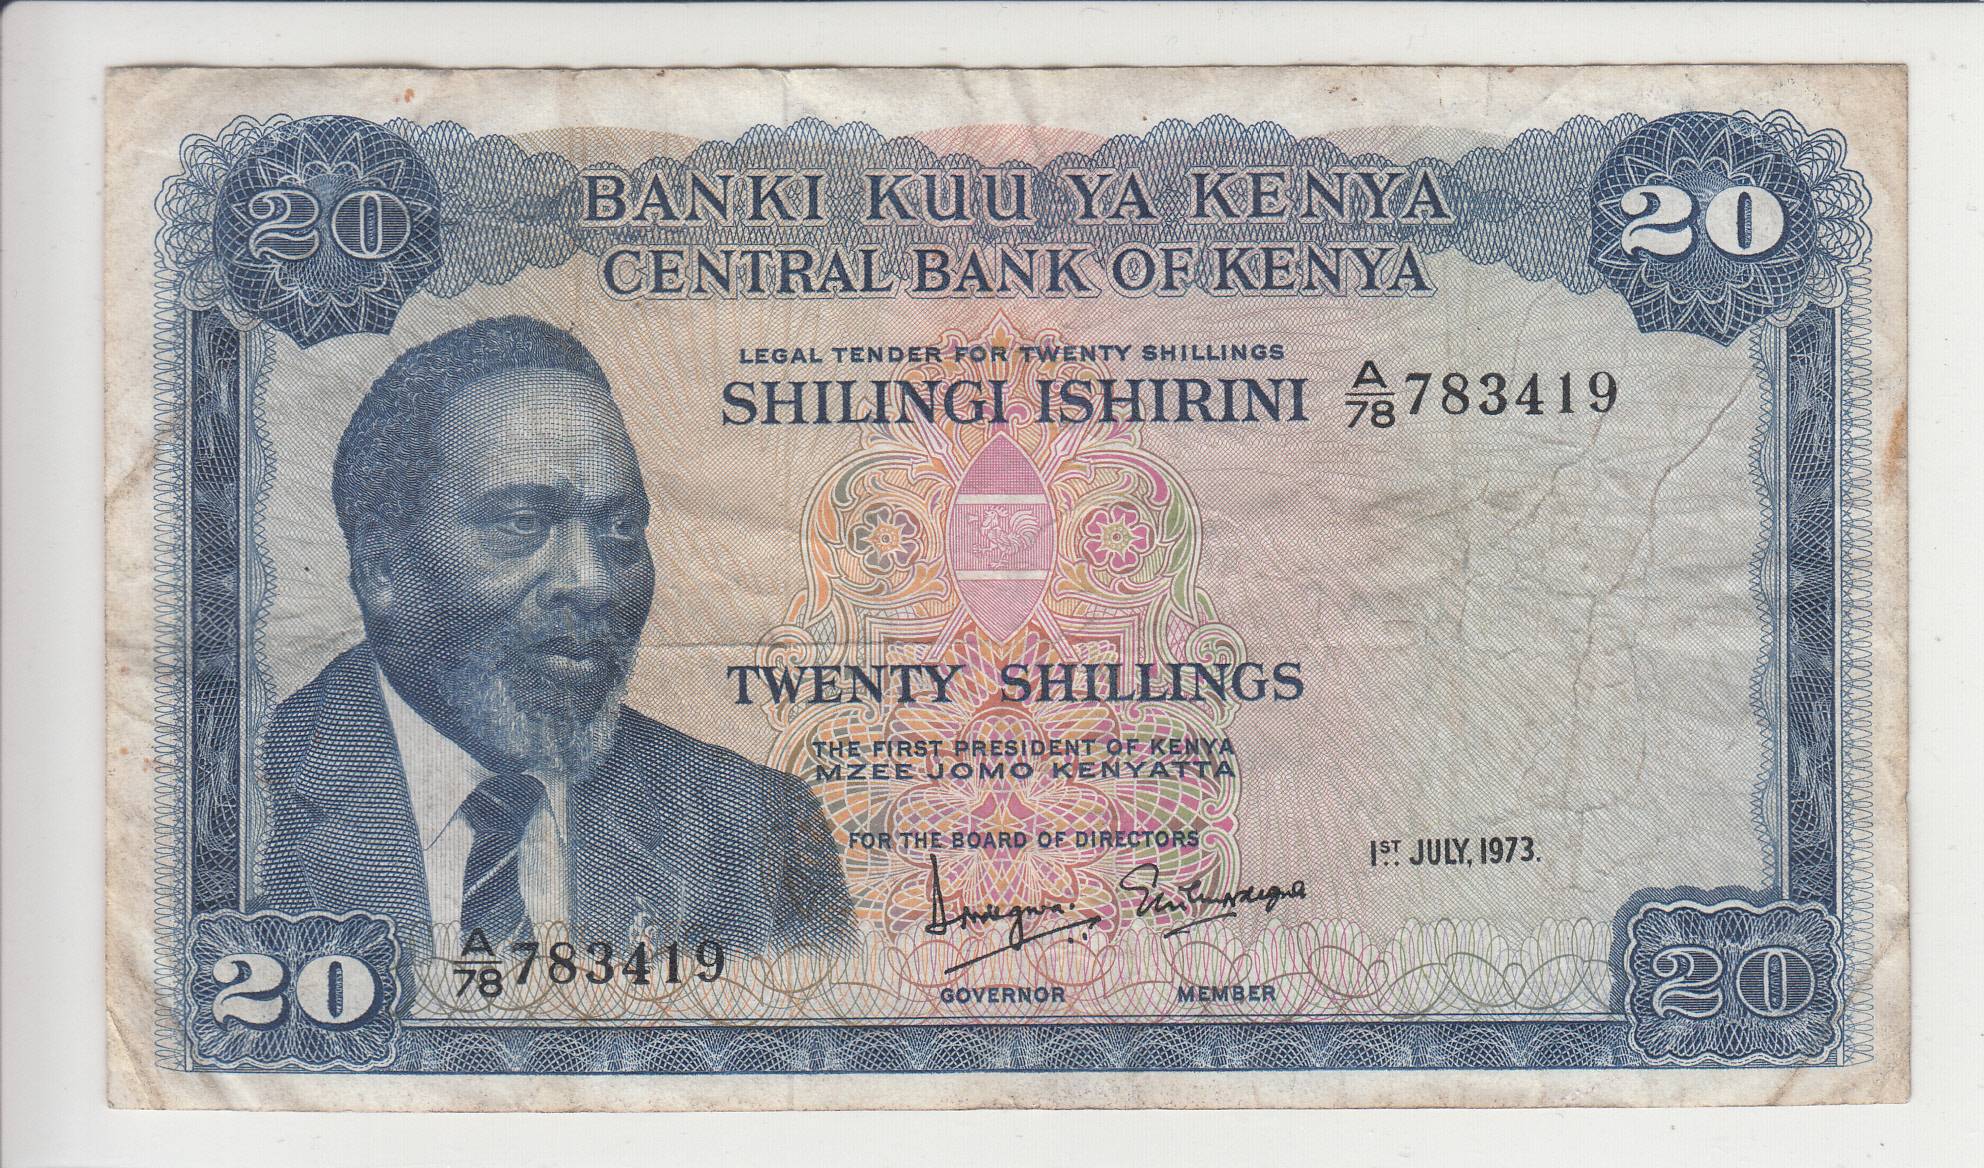 20 20
BANKI KUU YA KENYA
CENTRAL BANK OF KENYA
LEGAL TENDER FOR TWENTY SHILLINGS
SHILINGI ISHIRINI A/78 783419
TWENTY SHILLINGS
THE FIRST PRESIDENT OF KENYA
MZEE JOMO KENYATTA
FOR THE BOARD OF DIRECTORS
1ST JULY, 1973.
A/78 783419
GOVERNOR MEMBER
20 20